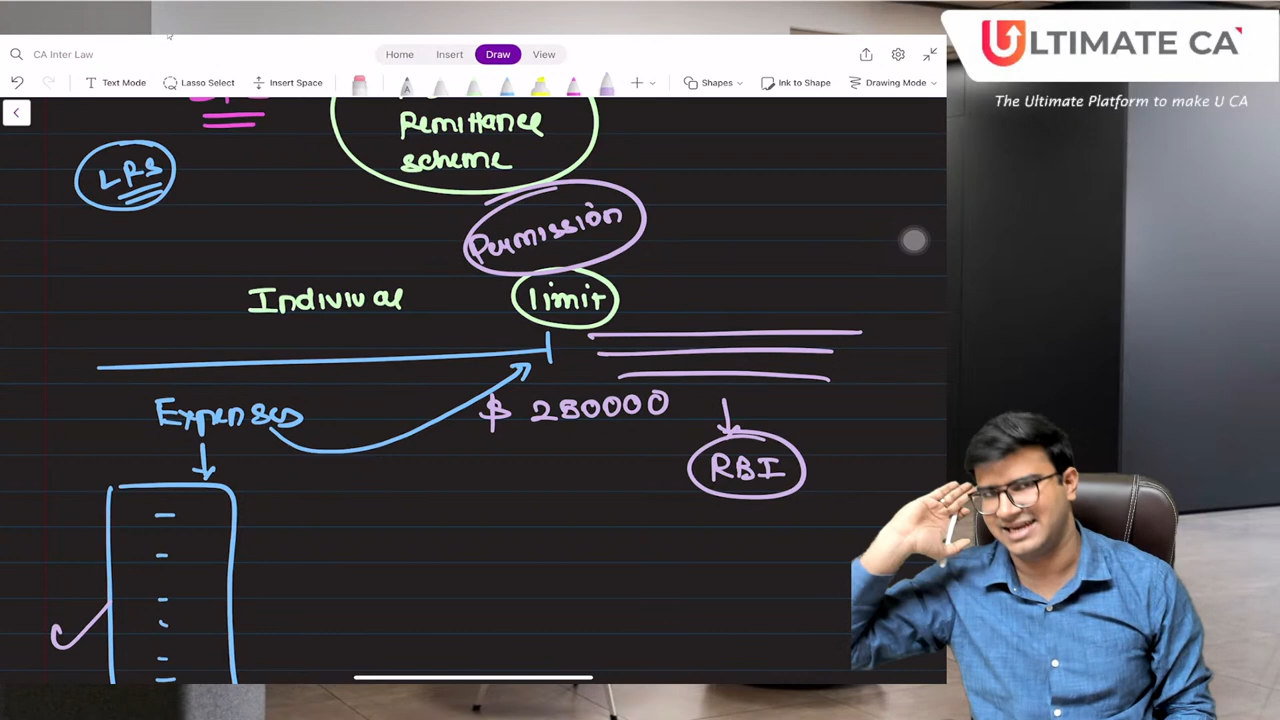 ULTIMATE CA
The Ultimate Platform to make U CA
CA Inter Law
Home Insert Draw View
Text Mode Lasso Select Insert Space Shapes Ink to Shape Drawing Mode
Remittance
scheme
LRS
Permission
Indivival limit
Expenses
$ 250000
RBI